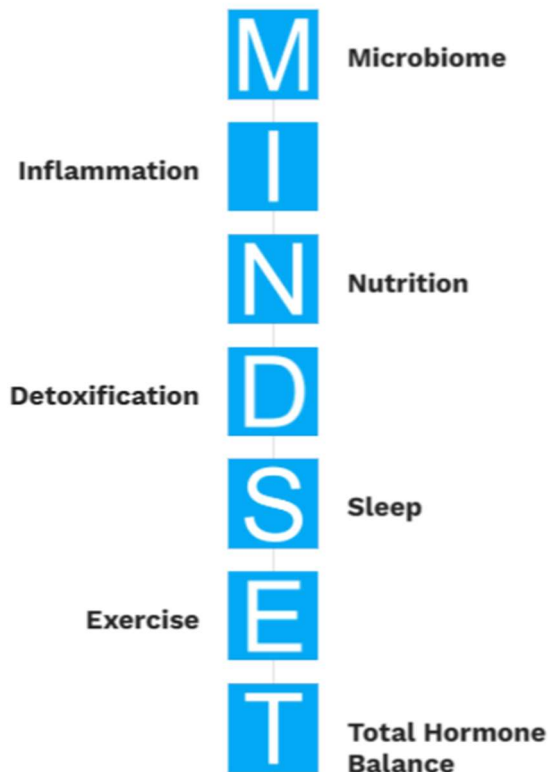 M
Microbiome
Inflammation
I
N
Nutrition
Detoxification
D
S
Sleep
Exercise
E
T
Total Hormone
Balance